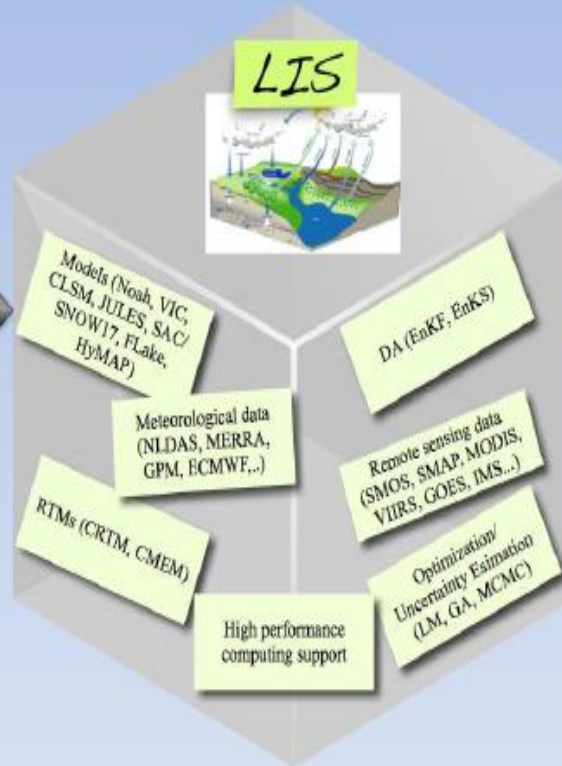 LIS
Models (Noah, VIC,
CLSM, JULES, SAC/
SNOW17, FLake,
HyMAP)
DA (EnKF, EnKS)
Meteorological data
(NLDAS, MERRA,
GPM, ECMWF,..)
Remote sensing data
(SMOS, SMAP, MODIS,
VIIRS, GOES, IMS...)
RTMs (CRTM, CMEM)
Optimization/
Uncertainty Esimation
(LM, GA, MCMC)
High performance
computing support